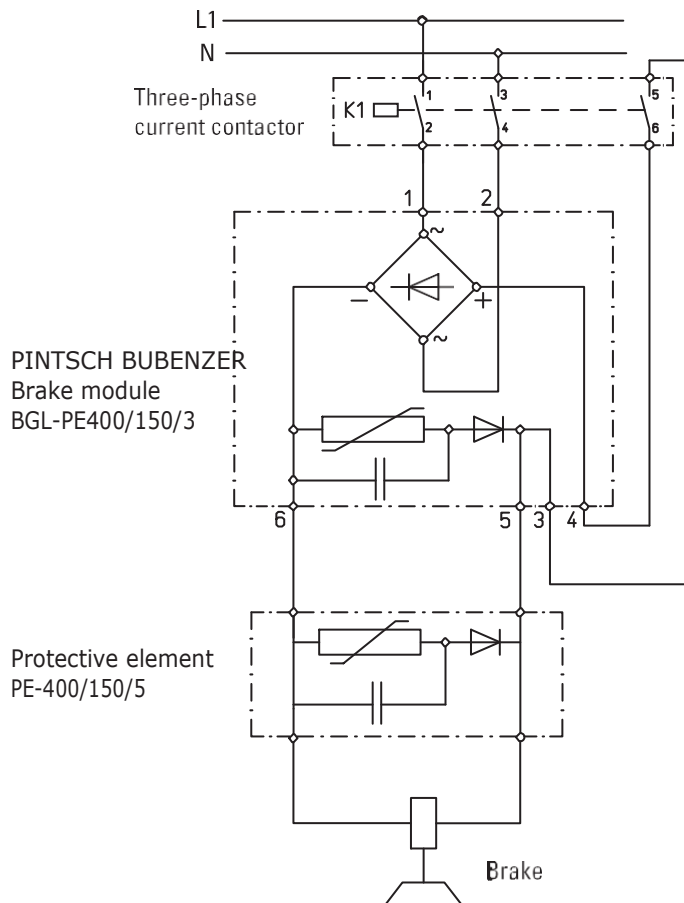 L1
N
Three-phase
current contactor
K1
1
3
5
2
4
6
1
2
~
−
+
~
PINTSCH BUBENZER
Brake module
BGL-PE400/150/3
6
5
3
4
Protective element
PE-400/150/5
Brake